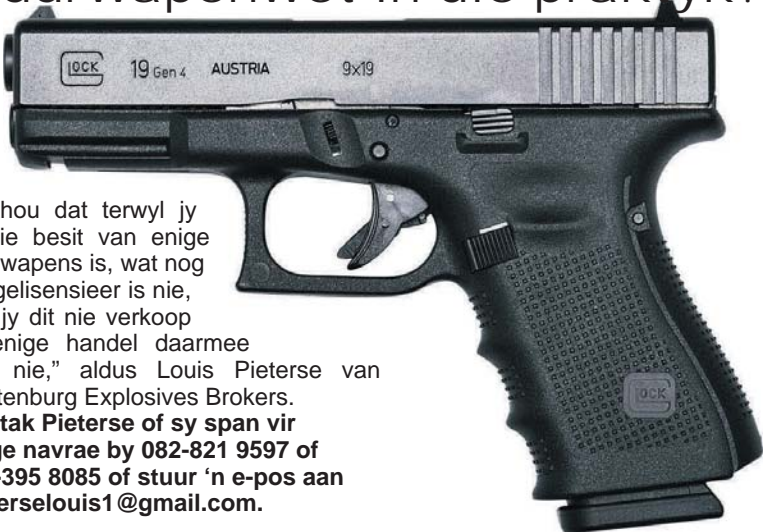 wapenwet in die praktyk
GLOCK 19 Gen4 AUSTRIA 9x19
hou dat terwyl jy
ie besit van enige
wapens is, wat nog
gelisensieer is nie,
jy dit nie verkoop
enige handel daarmee
nie,” aldus Louis Pieterse van
tenburg Explosives Brokers.
tak Pieterse of sy span vir
ge navrae by 082-821 9597 of
-395 8085 of stuur ‘n e-pos aan
erselouis1@gmail.com.
GLOCK